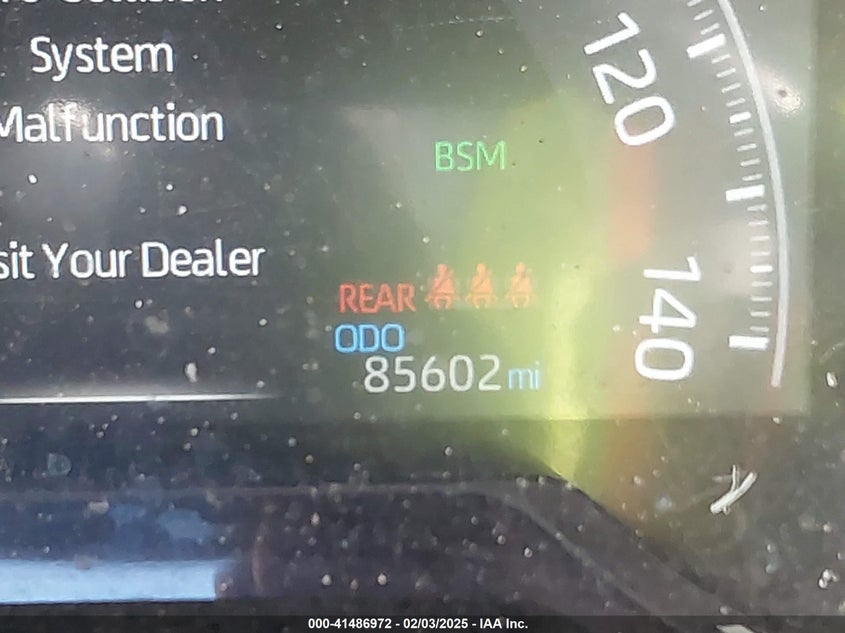 System
Malfunction
sit Your Dealer
BSM
REAR
ODO
85602 mi
120
140
000-41486972 - 02/03/2025 - IAA Inc.